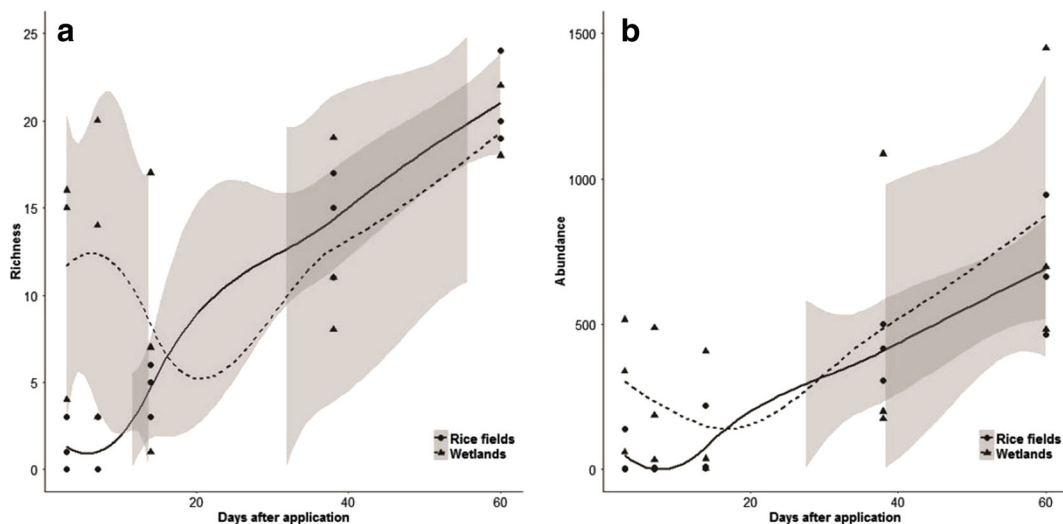 a
25
20
15
10
5
0
Richness
20
40
60
Days after application
Rice fields
Wetlands
b
1500
1000
500
0
Abundance
20
40
60
Days after application
Rice fields
Wetlands